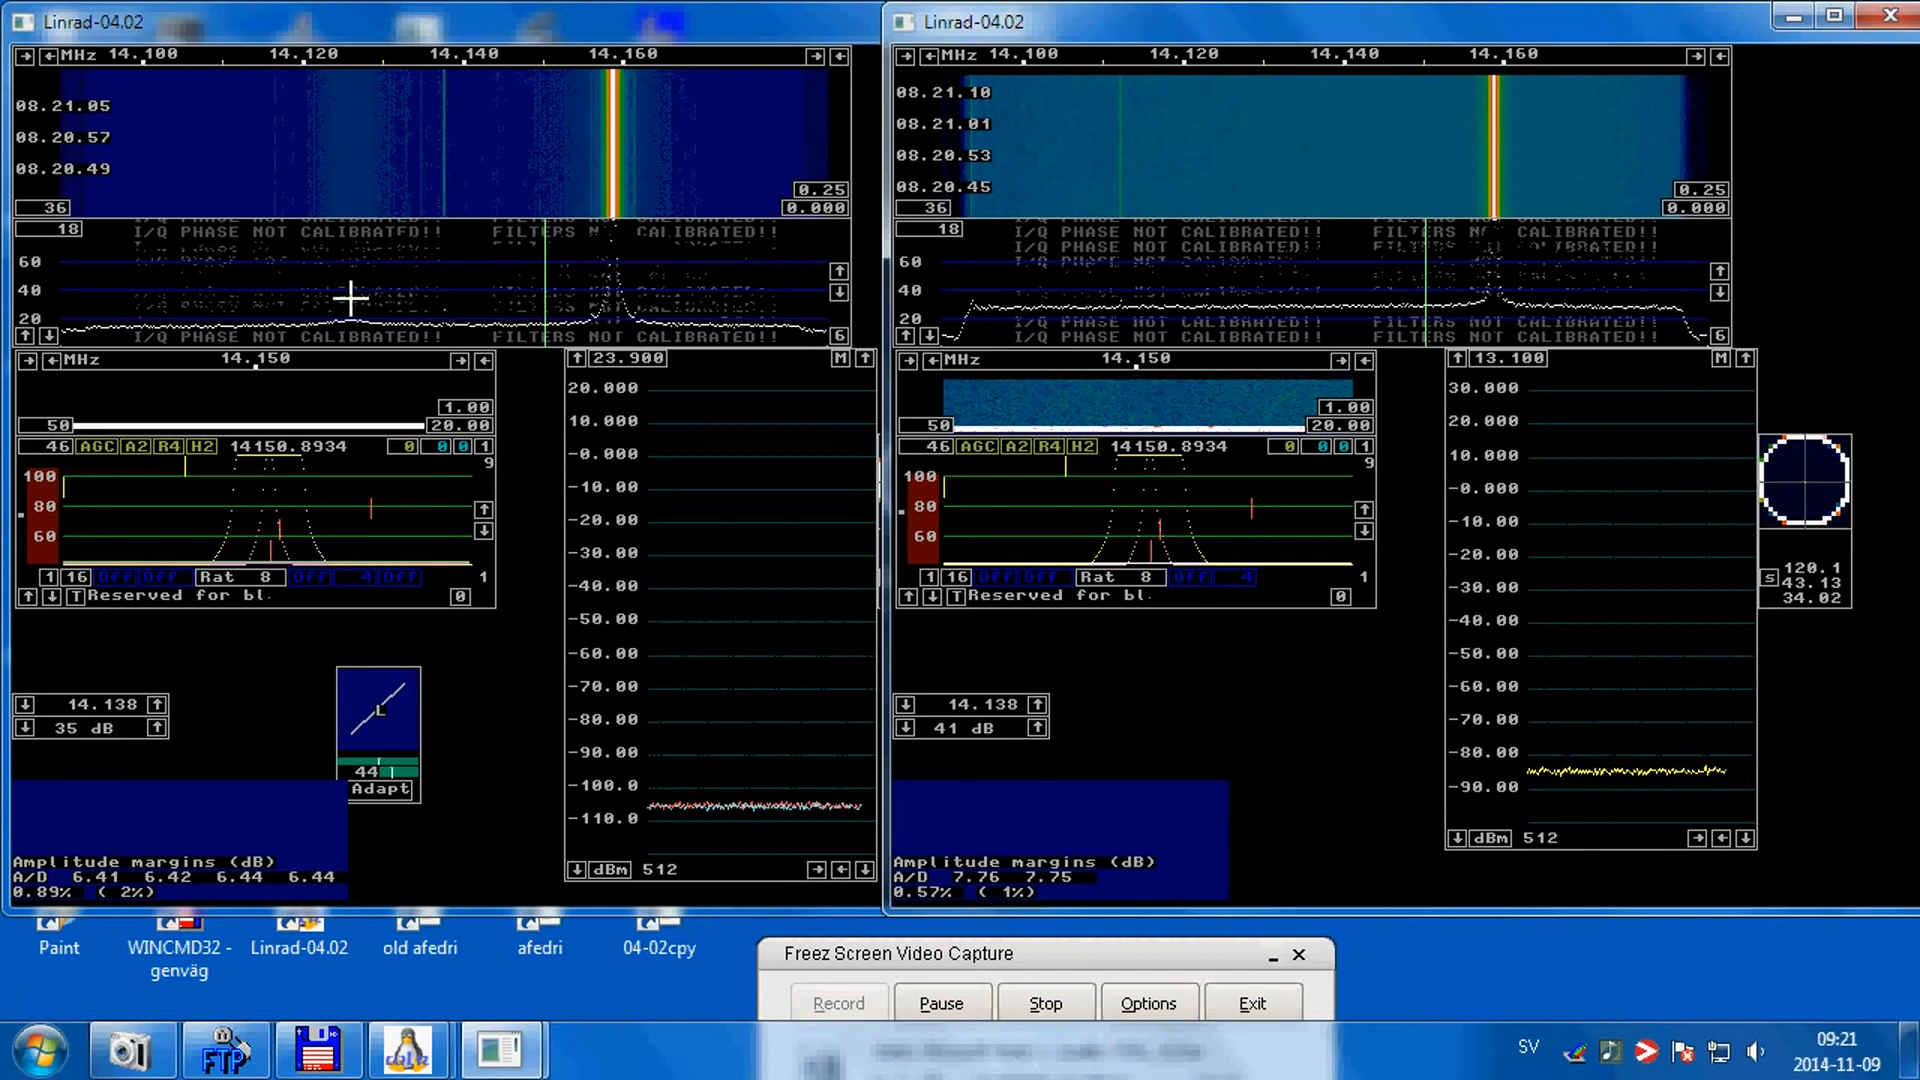 Linrad-04.02
MHz 14.100 14.120 14.140 14.160
08.21.05
08.20.57
08.20.49
0.25
36 0.000
18 I/Q PHASE NOT CALIBRATED!! FILTERS NOT CALIBRATED!!
60
40
20
I/Q PHASE NOT CALIBRATED!! FILTERS NOT CALIBRATED!! 6
MHz 14.150
1.00
50 20.00
46 AGC A2 R4 H2 14150.8934 0 0 0 1
9
100
80
60
1 16 Off Off Rat 8 Off 4 Off 1
T Reserved for bl. 0
23.900 M
20.000
10.000
-0.000
-10.00
-20.00
-30.00
-40.00
-50.00
-60.00
-70.00
-80.00
-90.00
-100.0
-110.0
dBm 512
14.138
35 dB
L
44
Adapt
Amplitude margins (dB)
A/D 6.41 6.42 6.44 6.44
0.89% ( 2%)
Linrad-04.02
MHz 14.100 14.120 14.140 14.160
08.21.10
08.21.01
08.20.53
08.20.45
0.25
36 0.000
18 I/Q PHASE NOT CALIBRATED!! FILTERS NOT CALIBRATED!!
60
40
20
I/Q PHASE NOT CALIBRATED!! FILTERS NOT CALIBRATED!! 6
MHz 14.150
1.00
50 20.00
46 AGC A2 R4 H2 14150.8934 0 0 0 1
9
100
80
60
1 16 Off Off Rat 8 Off 4 1
T Reserved for bl. 0
13.100 M
30.000
20.000
10.000
-0.000
-10.00
-20.00
-30.00
-40.00
-50.00
-60.00
-70.00
-80.00
-90.00
dBm 512
120.1
s 43.13
34.02
14.138
41 dB
Amplitude margins (dB)
A/D 7.76 7.75
0.57% ( 1%)
Paint
WINCMD32 - genväg
Linrad-04.02
old afedri
afedri
04-02cpy
Freez Screen Video Capture
Record Pause Stop Options Exit
FTP
SV
09:21
2014-11-09